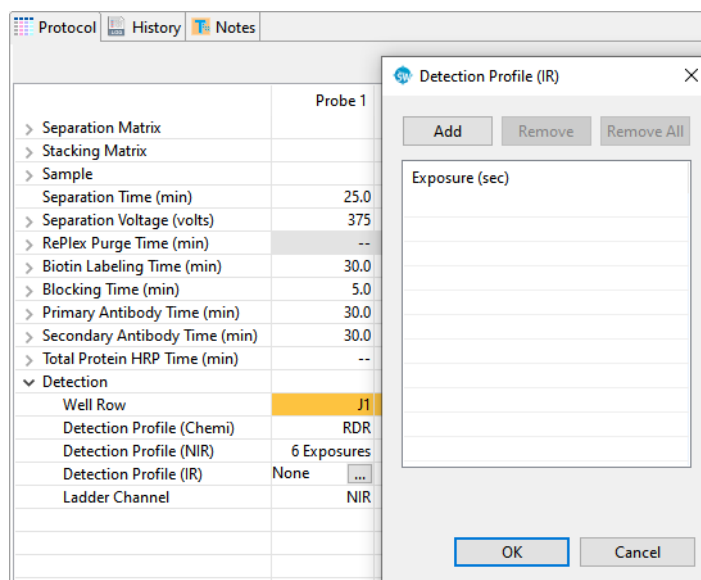 Protocol History Notes
Probe 1
Separation Matrix
Stacking Matrix
Sample
Separation Time (min) 25.0
Separation Voltage (volts) 375
RePlex Purge Time (min) --
Biotin Labeling Time (min) 30.0
Blocking Time (min) 5.0
Primary Antibody Time (min) 30.0
Secondary Antibody Time (min) 30.0
Total Protein HRP Time (min) --
Detection
Well Row J1
Detection Profile (Chemi) RDR
Detection Profile (NIR) 6 Exposures
Detection Profile (IR) None ...
Ladder Channel NIR
SW Detection Profile (IR)
Add Remove Remove All
Exposure (sec)
OK Cancel